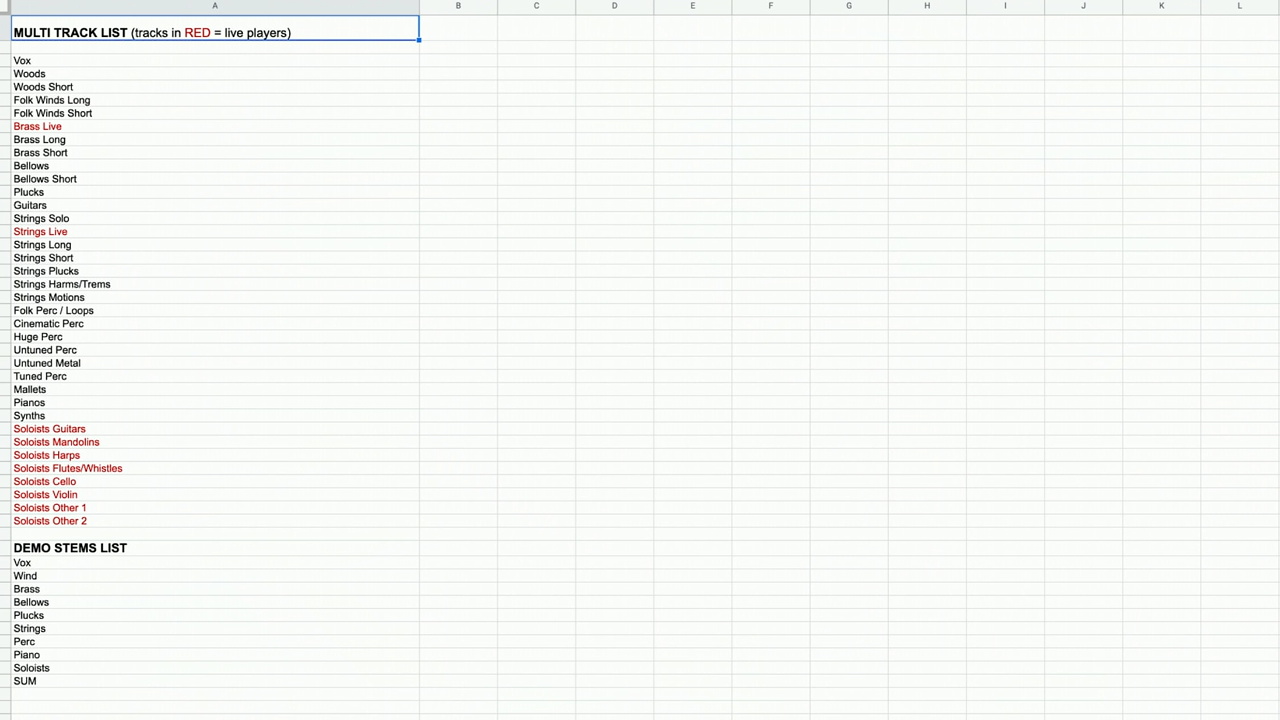 A B C D E F G H I J K L
MULTI TRACK LIST (tracks in RED = live players)
Vox
Woods
Woods Short
Folk Winds Long
Folk Winds Short
Brass Live
Brass Long
Brass Short
Bellows
Bellows Short
Plucks
Guitars
Strings Solo
Strings Live
Strings Long
Strings Short
Strings Plucks
Strings Harms/Trems
Strings Motions
Folk Perc / Loops
Cinematic Perc
Huge Perc
Untuned Perc
Untuned Metal
Tuned Perc
Mallets
Pianos
Synths
Soloists Guitars
Soloists Mandolins
Soloists Harps
Soloists Flutes/Whistles
Soloists Cello
Soloists Violin
Soloists Other 1
Soloists Other 2
DEMO STEMS LIST
Vox
Wind
Brass
Bellows
Plucks
Strings
Perc
Piano
Soloists
SUM